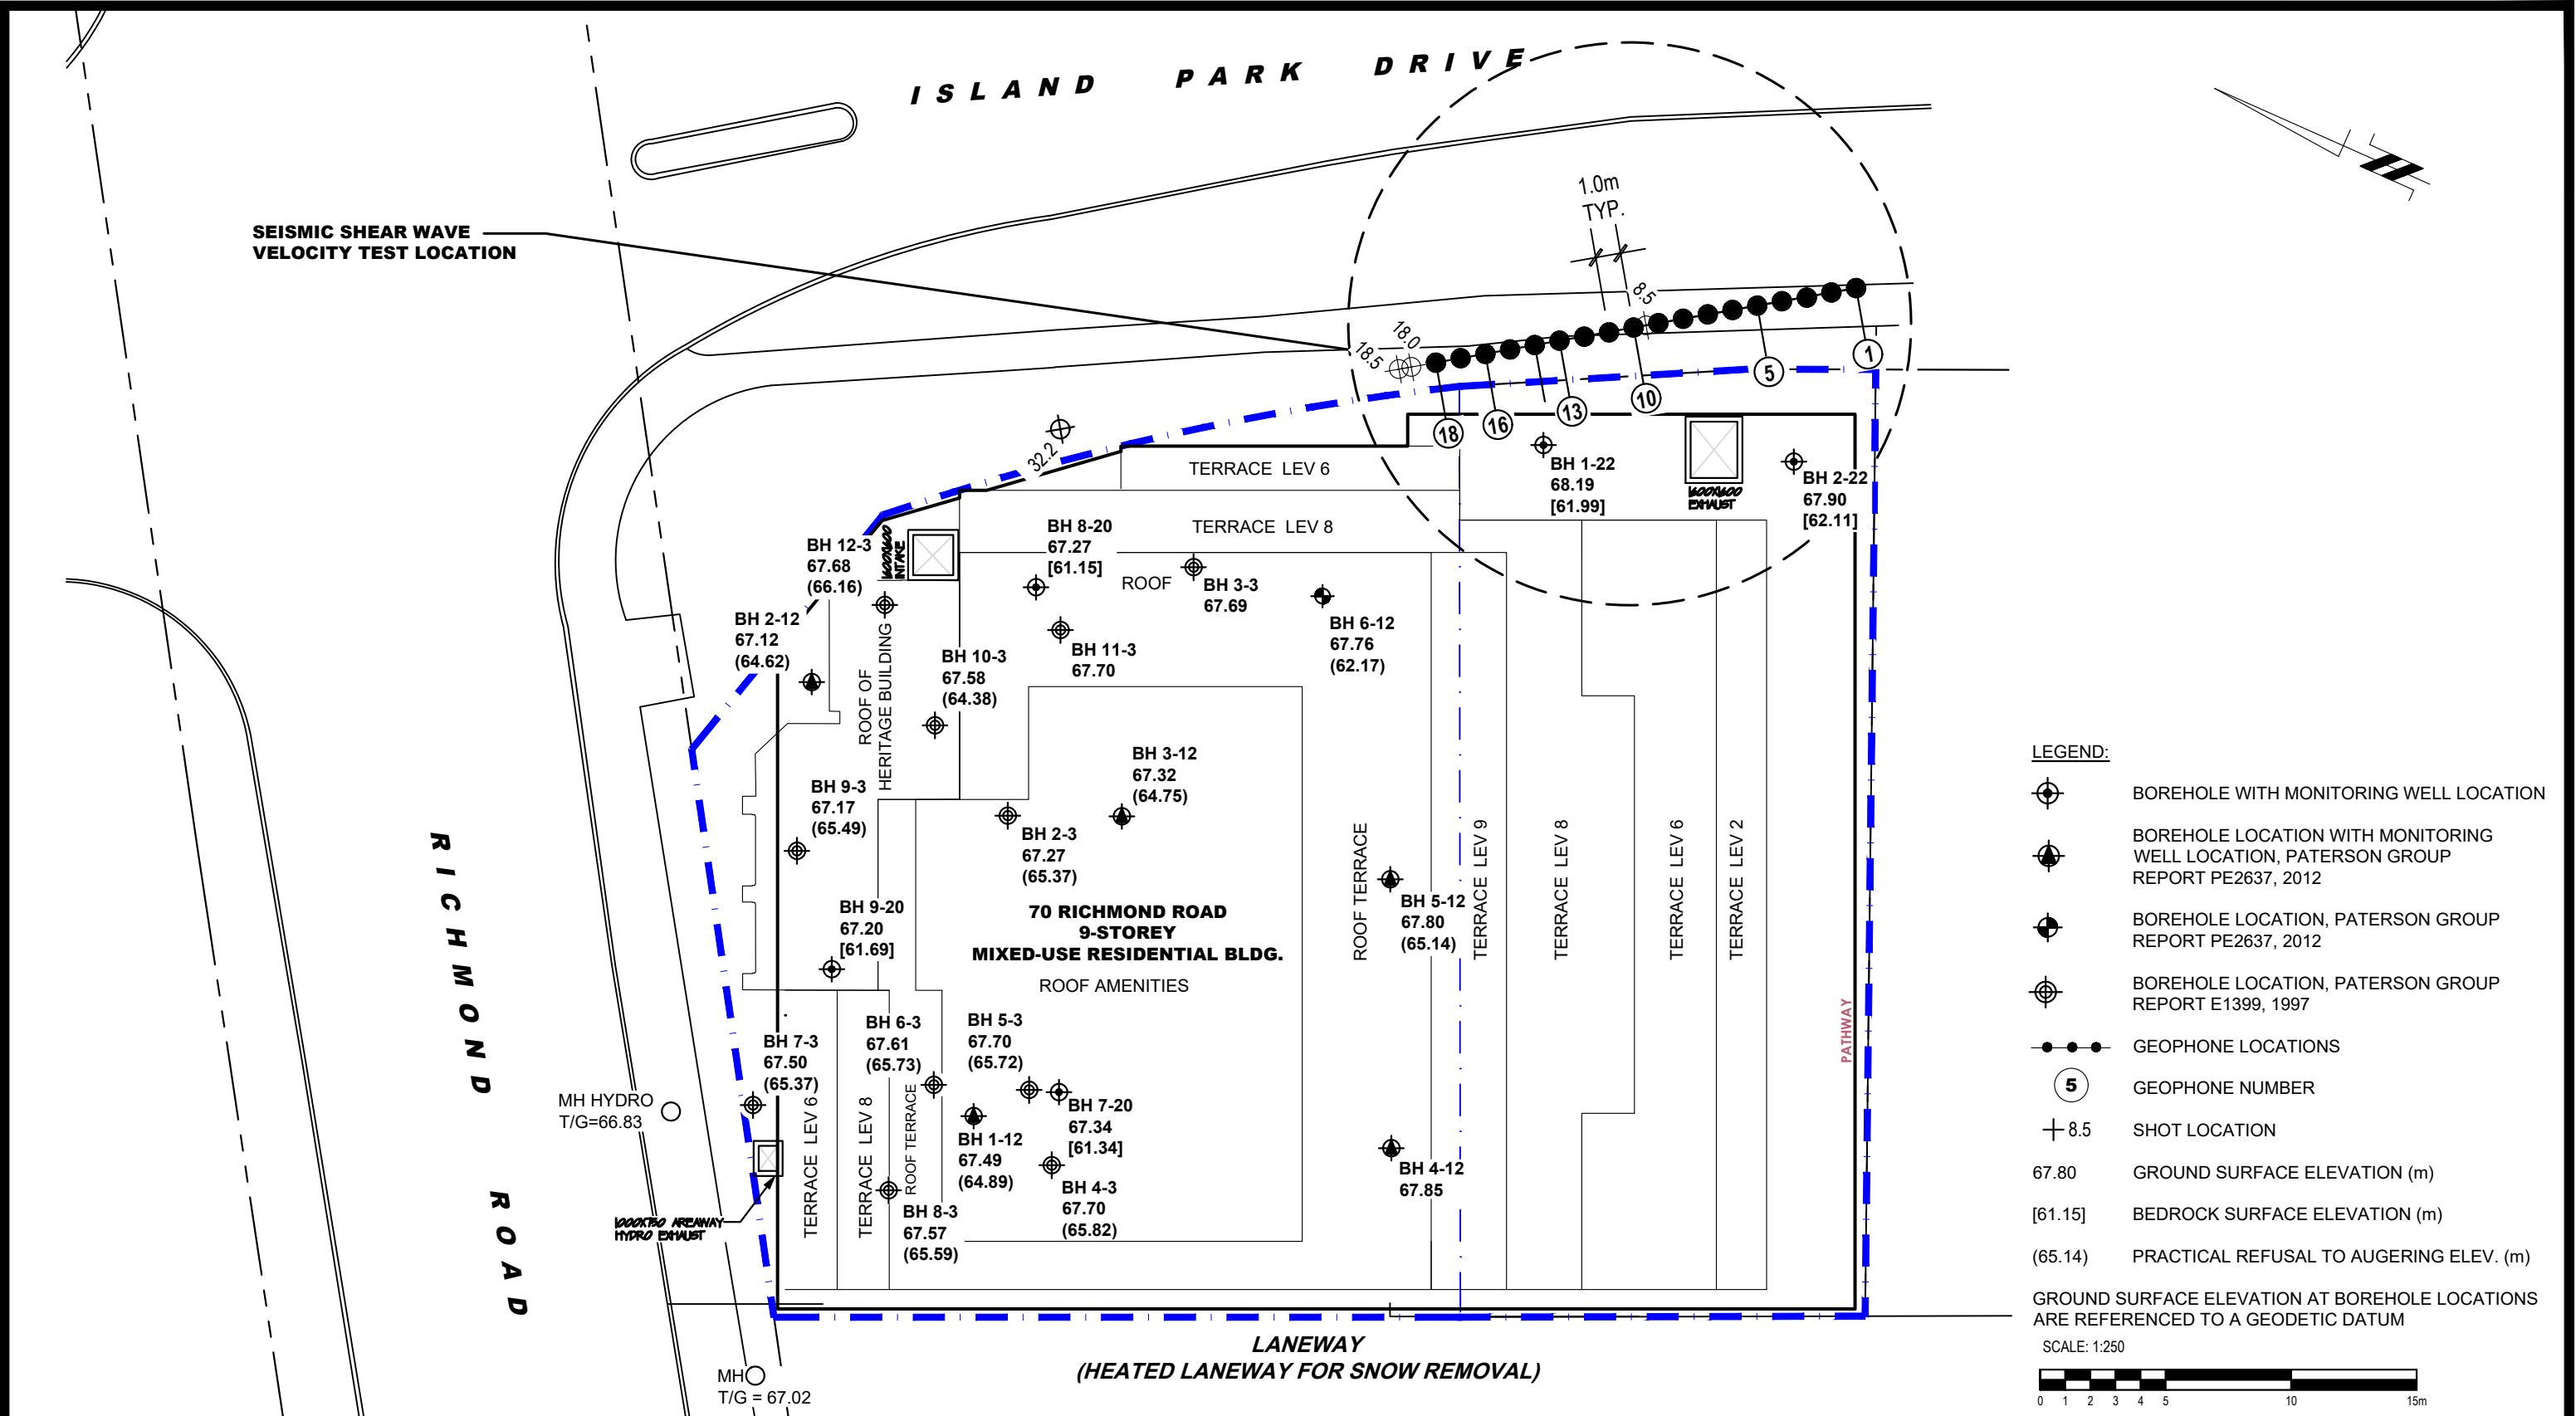 ISLAND PARK DRIVE
SEISMIC SHEAR WAVE
VELOCITY TEST LOCATION
1.0m
TYP.
8.5
18.0
18.5
1
5
10
13
16
18
32.2
TERRACE LEV 6
BH 1-22
68.19
[61.99]
1600X1600
EXHAUST
BH 2-22
67.90
[62.11]
TERRACE LEV 8
BH 8-20
67.27
[61.15]
BH 12-3
67.68
(66.16)
1600X1600
INTAKE
ROOF
BH 3-3
67.69
BH 2-12
67.12
(64.62)
BH 6-12
67.76
(62.17)
BH 11-3
67.70
BH 10-3
67.58
(64.38)
ROOF OF
HERITAGE BUILDING
BH 3-12
67.32
(64.75)
BH 9-3
67.17
(65.49)
BH 2-3
67.27
(65.37)
ROOF TERRACE
BH 5-12
67.80
(65.14)
TERRACE LEV 9
TERRACE LEV 8
TERRACE LEV 6
TERRACE LEV 2
BH 9-20
67.20
[61.69]
70 RICHMOND ROAD
9-STOREY
MIXED-USE RESIDENTIAL BLDG.
ROOF AMENITIES
PATHWAY
BH 7-3
67.50
(65.37)
BH 6-3
67.61
(65.73)
BH 5-3
67.70
(65.72)
BH 7-20
67.34
[61.34]
BH 1-12
67.49
(64.89)
BH 4-3
67.70
(65.82)
BH 8-3
67.57
(65.59)
BH 4-12
67.85
TERRACE LEV 6
TERRACE LEV 8
ROOF TERRACE
MH HYDRO
T/G=66.83
1000X750 AREAWAY
HYDRO EXHAUST
RICHMOND ROAD
MH
T/G = 67.02
LANEWAY
(HEATED LANEWAY FOR SNOW REMOVAL)
LEGEND:
BOREHOLE WITH MONITORING WELL LOCATION
BOREHOLE LOCATION WITH MONITORING
WELL LOCATION, PATERSON GROUP
REPORT PE2637, 2012
BOREHOLE LOCATION, PATERSON GROUP
REPORT PE2637, 2012
BOREHOLE LOCATION, PATERSON GROUP
REPORT E1399, 1997
GEOPHONE LOCATIONS
5 GEOPHONE NUMBER
8.5 SHOT LOCATION
67.80 GROUND SURFACE ELEVATION (m)
[61.15] BEDROCK SURFACE ELEVATION (m)
(65.14) PRACTICAL REFUSAL TO AUGERING ELEV. (m)
GROUND SURFACE ELEVATION AT BOREHOLE LOCATIONS
ARE REFERENCED TO A GEODETIC DATUM
SCALE: 1:250
0 1 2 3 4 5 10 15m